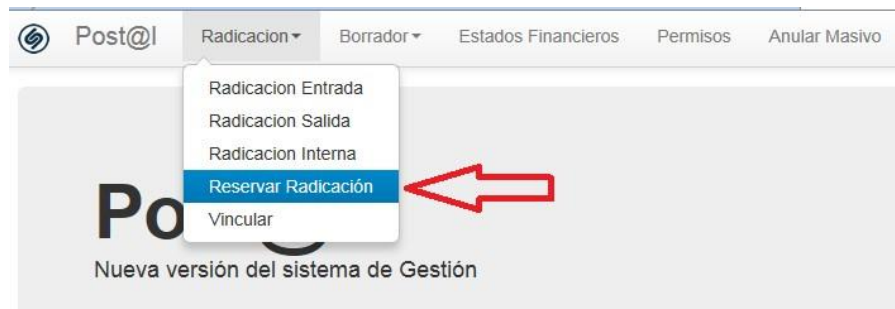 Post@l Radicacion Borrador Estados Financieros Permisos Anular Masivo
Radicacion Entrada
Radicacion Salida
Radicacion Interna
Reservar Radicación
Vincular
Po
Nueva versión del sistema de Gestión